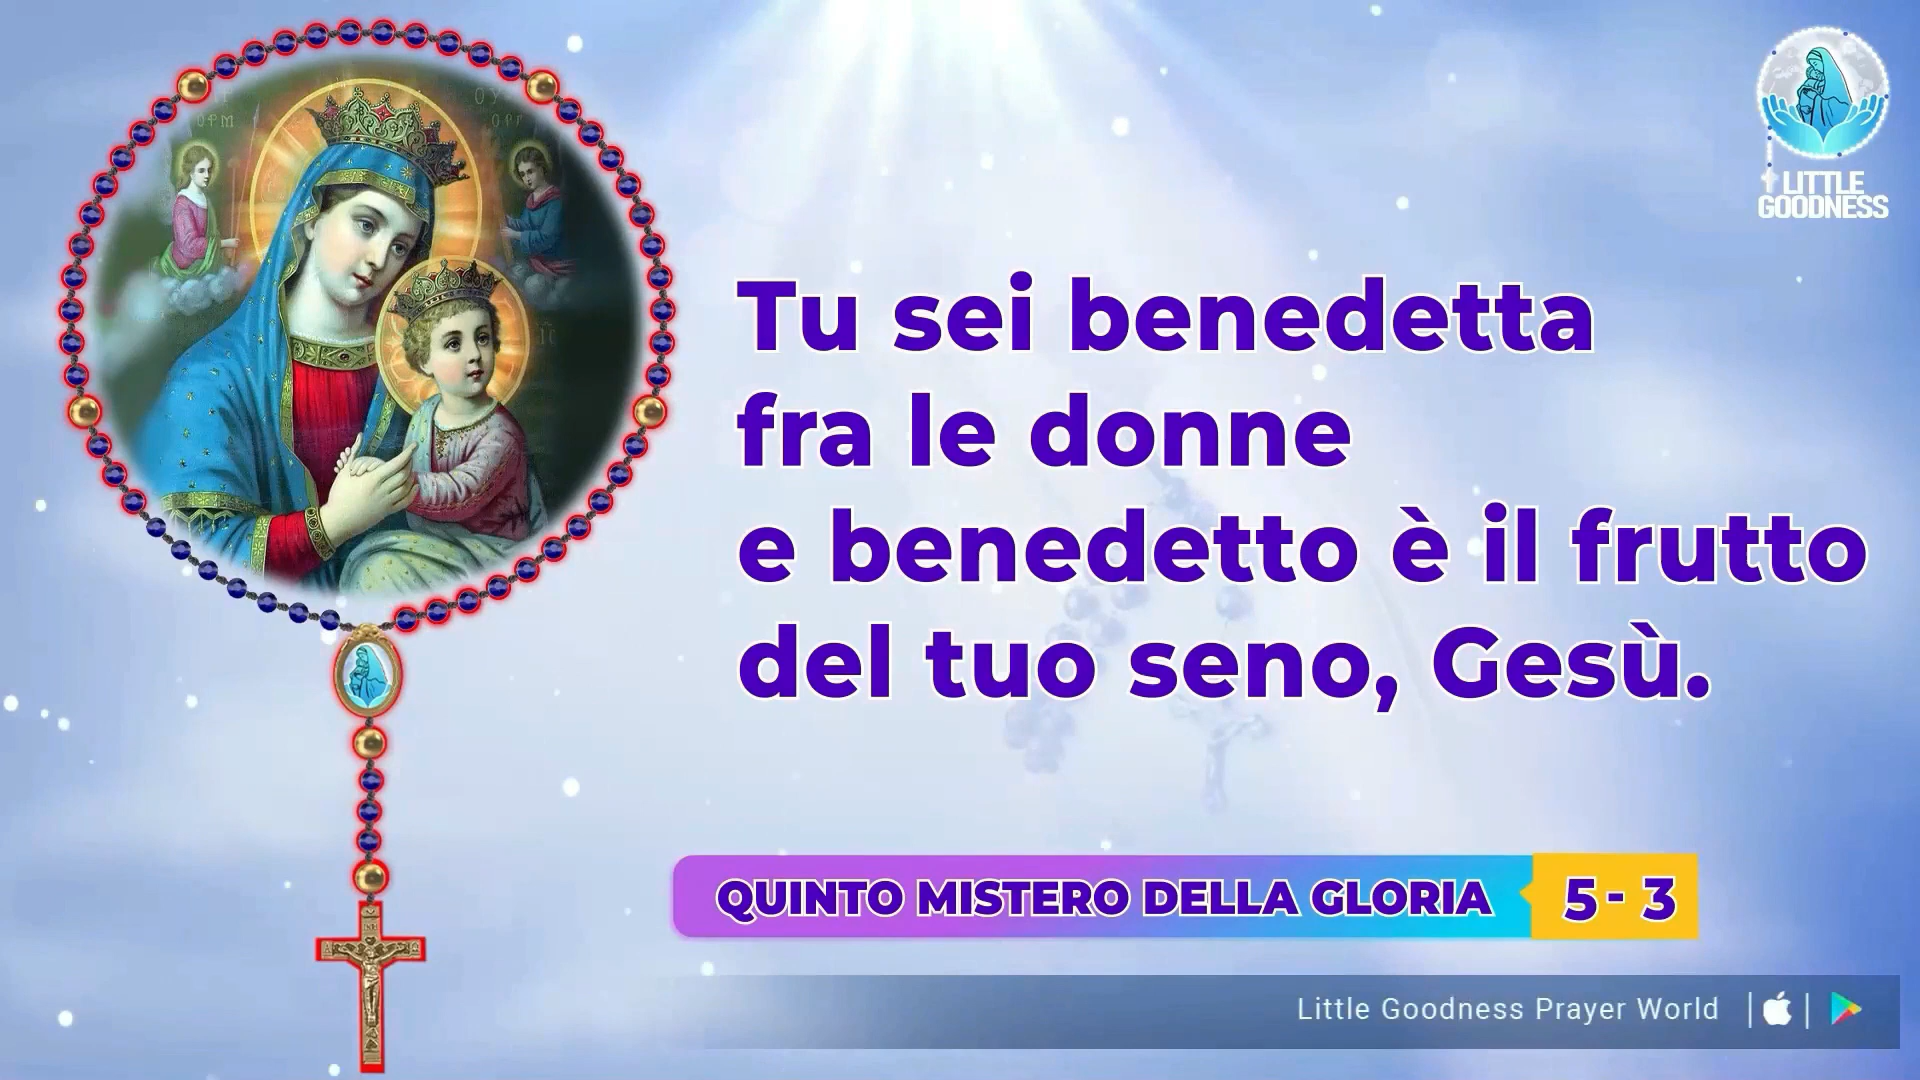 LITTLE
GOODNESS
Tu sei benedetta
fra le donne
e benedetto è il frutto
del tuo seno, Gesù.
QUINTO MISTERO DELLA GLORIA 5 - 3
Little Goodness Prayer World